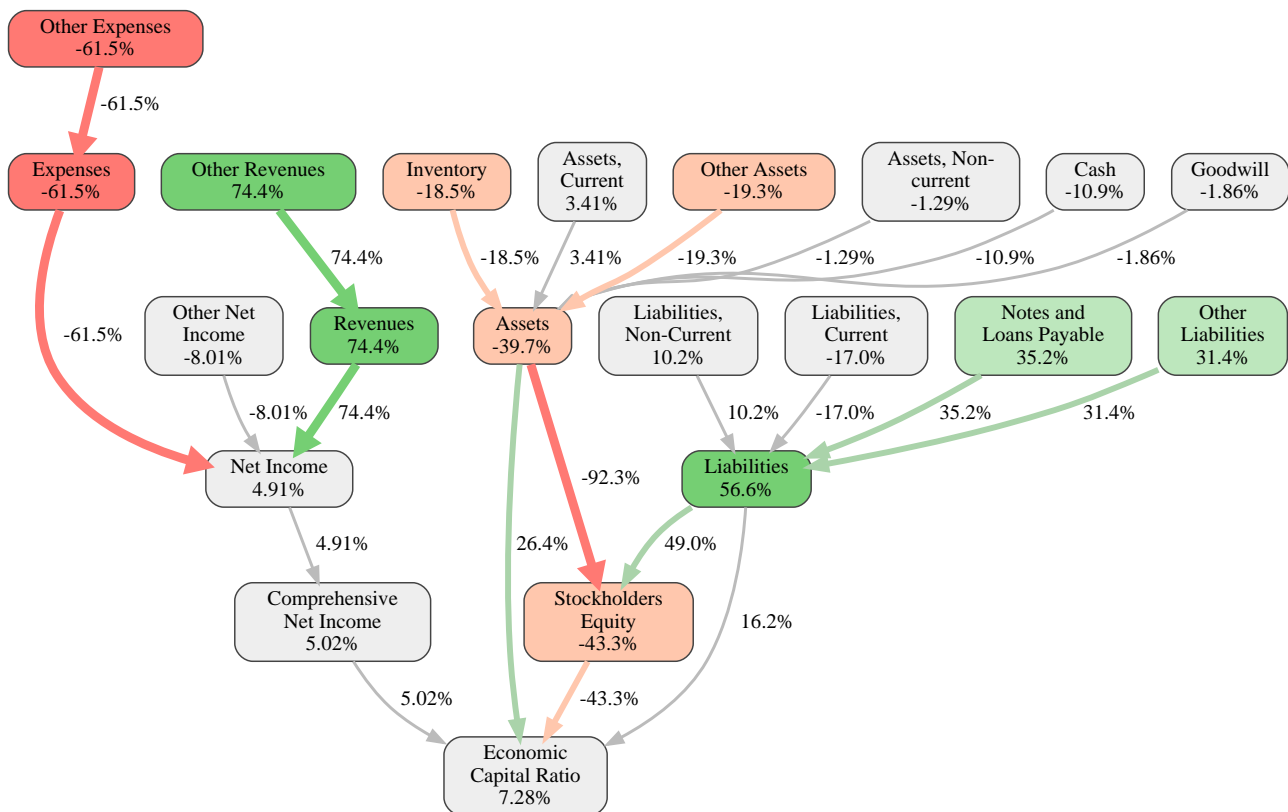 Other Expenses
-61.5%
-61.5%
Expenses
-61.5%
Other Revenues
74.4%
Inventory
-18.5%
Assets,
Current
3.41%
Other Assets
-19.3%
Assets, Non-
current
-1.29%
Cash
-10.9%
Goodwill
-1.86%
74.4%
-18.5%
3.41%
-19.3%
-1.29%
-10.9%
-1.86%
-61.5%
Other Net
Income
-8.01%
Revenues
74.4%
Assets
-39.7%
Liabilities,
Non-Current
10.2%
Liabilities,
Current
-17.0%
Notes and
Loans Payable
35.2%
Other
Liabilities
31.4%
-8.01%
74.4%
10.2%
-17.0%
35.2%
31.4%
Net Income
4.91%
-92.3%
Liabilities
56.6%
4.91%
26.4%
49.0%
Comprehensive
Net Income
5.02%
Stockholders
Equity
-43.3%
16.2%
5.02%
-43.3%
Economic
Capital Ratio
7.28%